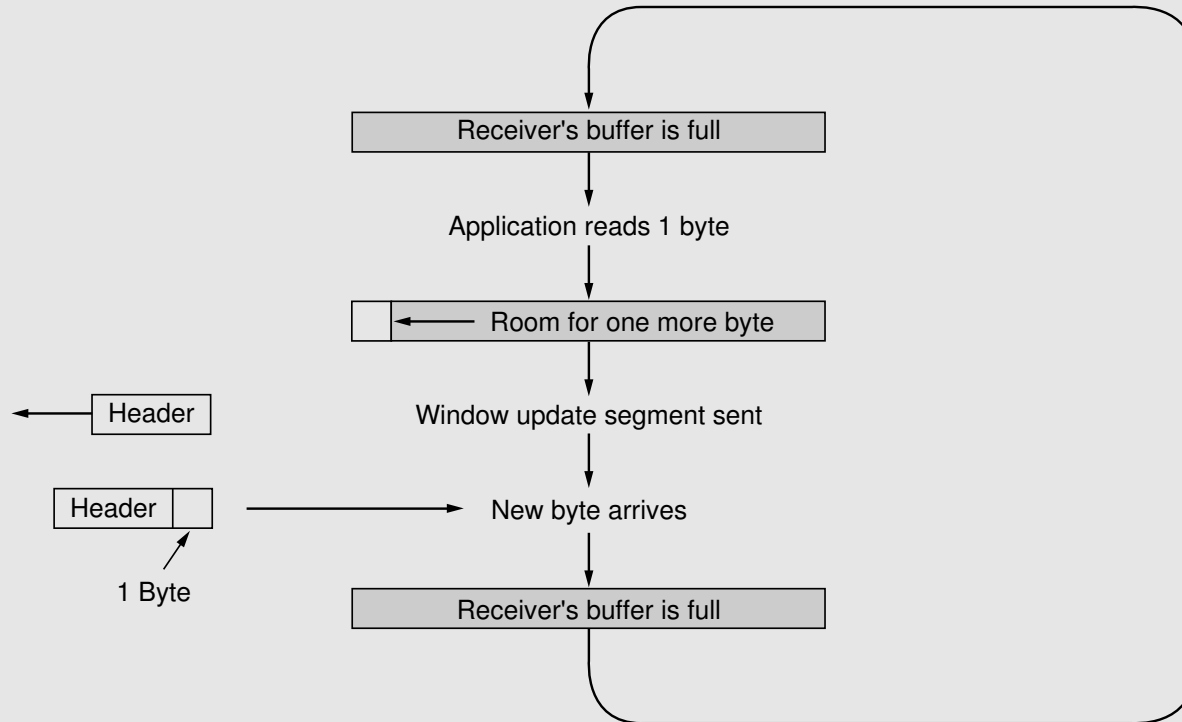 Receiver's buffer is full
Application reads 1 byte
Room for one more byte
Header
Window update segment sent
Header
New byte arrives
1 Byte
Receiver's buffer is full